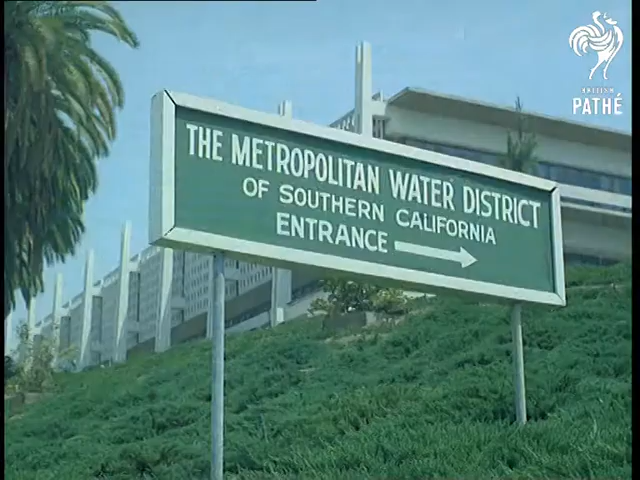 BRITISH
PATHÉ
THE METROPOLITAN WATER DISTRICT
OF SOUTHERN CALIFORNIA
ENTRANCE